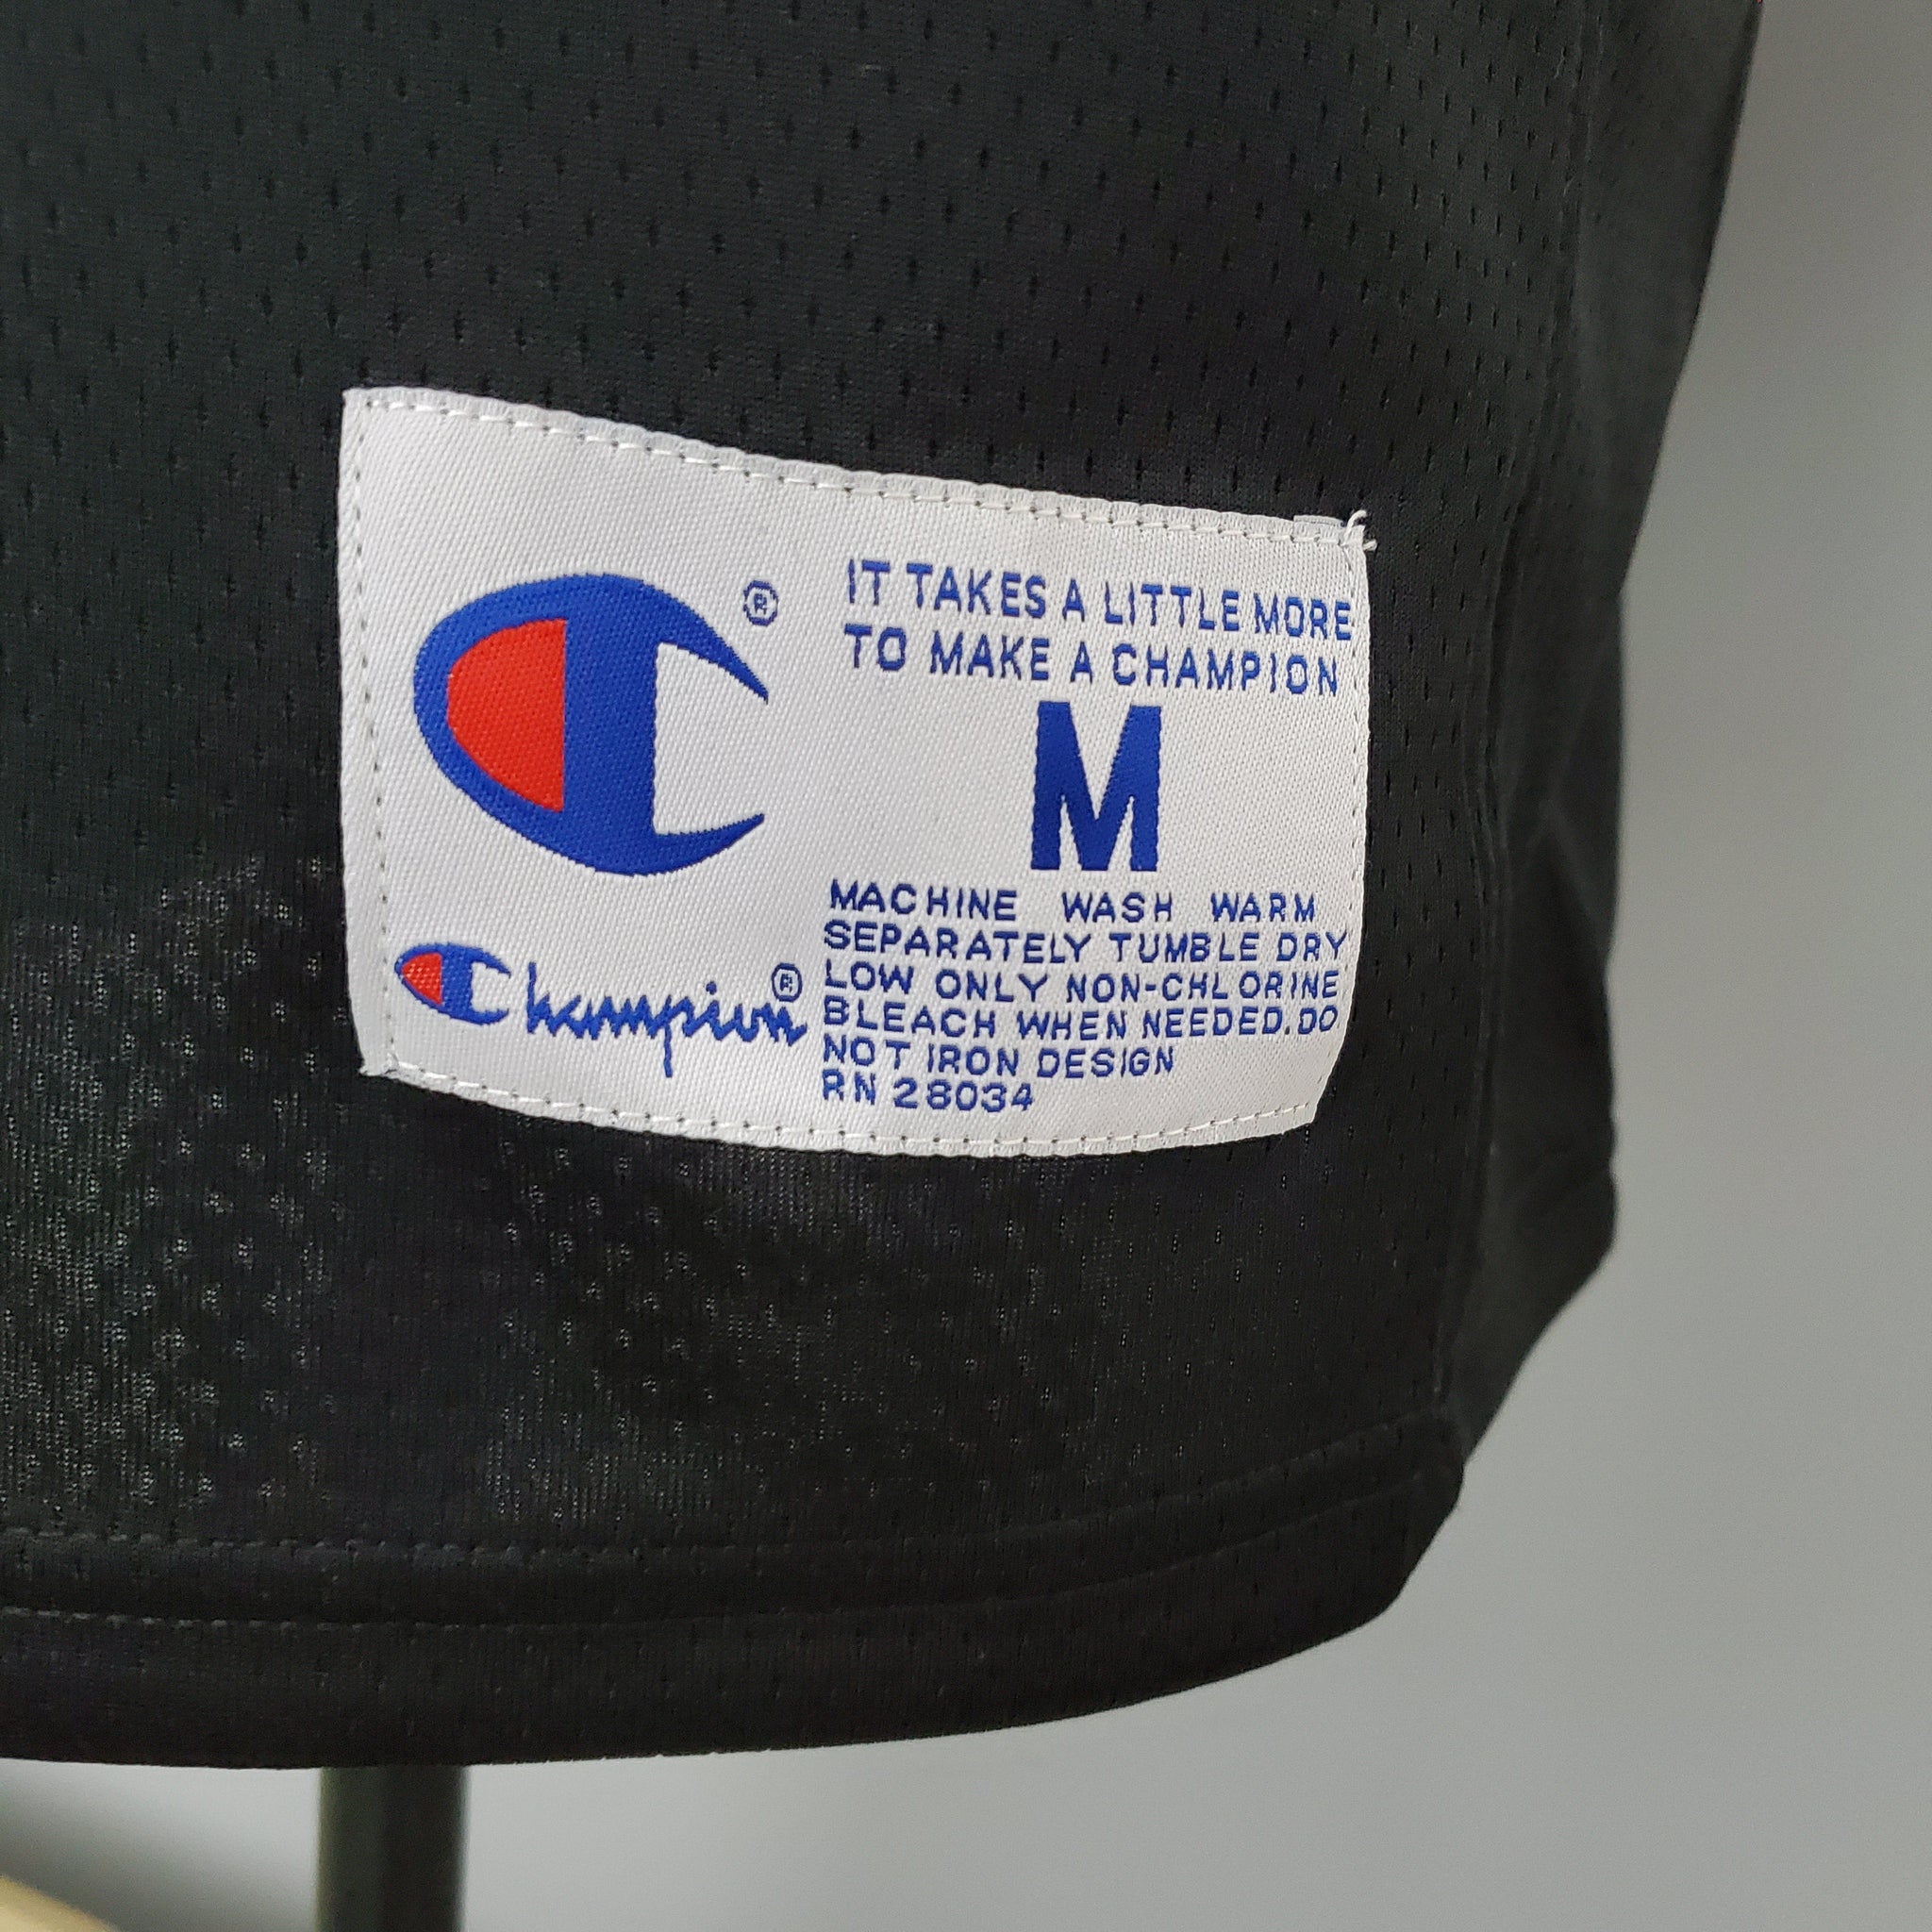 ®
IT TAKES A LITTLE MORE
TO MAKE A CHAMPION
M
Champion®
MACHINE WASH WARM
SEPARATELY TUMBLE DRY
LOW ONLY NON-CHLORINE
BLEACH WHEN NEEDED.DO
NOT IRON DESIGN
RN 28034